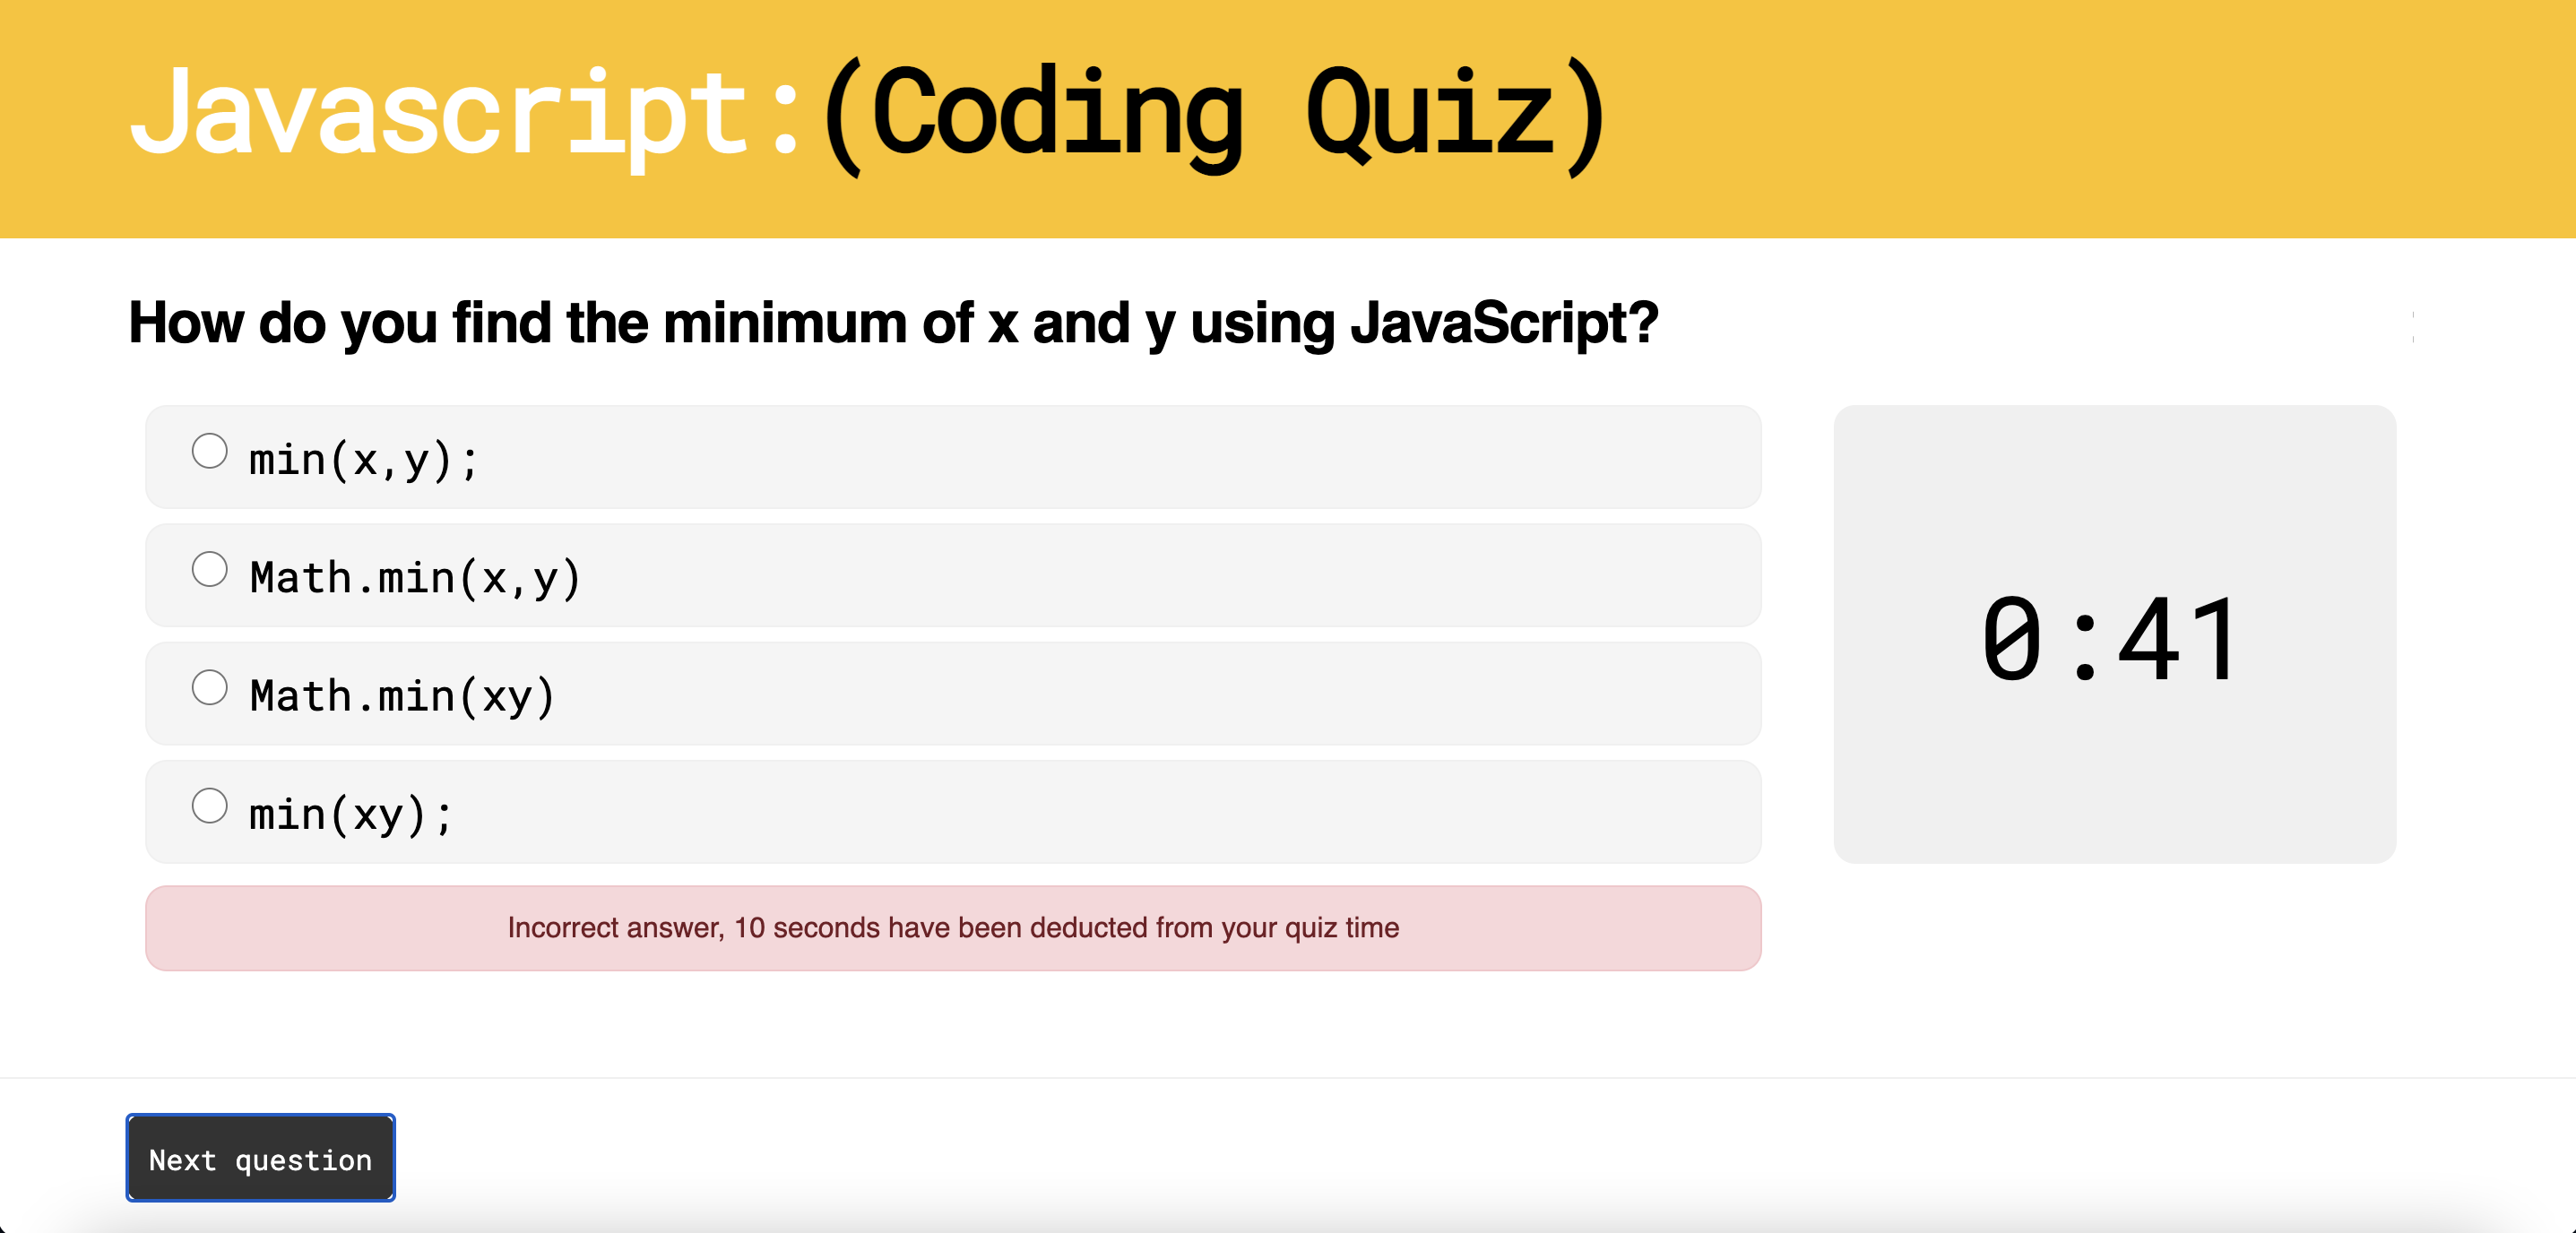 Javascript:(Coding Quiz)
How do you find the minimum of x and y using JavaScript?
min(x,y);
Math.min(x,y)
Math.min(xy)
min(xy);
0:41
Incorrect answer, 10 seconds have been deducted from your quiz time
Next question